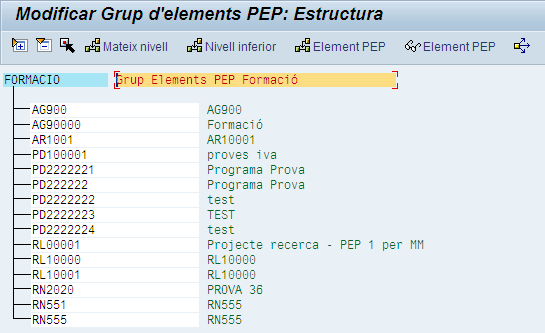 Modificar Grup d'elements PEP: Estructura
Mateix nivell Nivell inferior Element PEP Element PEP
FORMACIO Grup Elements PEP Formació
AG900 AG900
AG90000 Formació
AR1001 AR10001
PD100001 proves iva
PD2222221 Programa Prova
PD222222 Programa Prova
PD2222222 test
PD2222223 TEST
PD2222224 test
RL00001 Projecte recerca - PEP 1 per MM
RL10000 RL10000
RL10001 RL10000
RN2020 PROVA 36
RN551 RN555
RN555 RN555